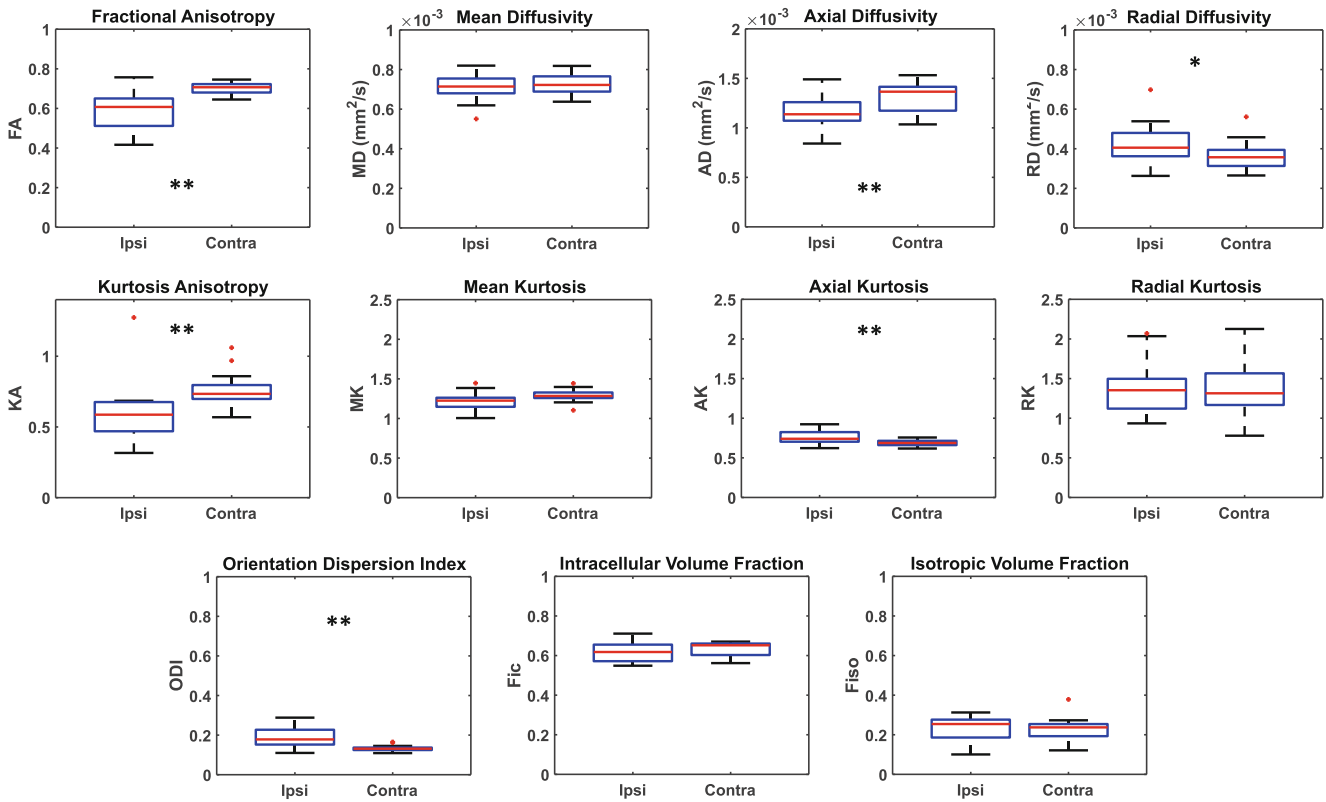 Fractional Anisotropy
Mean Diffusivity
Axial Diffusivity
Radial Diffusivity
×10-3
×10-3
×10-3
1
0.8
0.6
0.4
0.2
0
FA
**
Ipsi
Contra
1
0.8
0.6
0.4
0.2
0
MD (mm2/s)
Ipsi
Contra
2
1.5
1
0.5
0
AD (mm2/s)
**
Ipsi
Contra
1
0.8
0.6
0.4
0.2
0
RD (mm2/s)
*
Ipsi
Contra
Kurtosis Anisotropy
Mean Kurtosis
Axial Kurtosis
Radial Kurtosis
1
0.5
0
KA
**
Ipsi
Contra
2.5
2
1.5
1
0.5
0
MK
Ipsi
Contra
2.5
2
1.5
1
0.5
0
AK
**
Ipsi
Contra
2.5
2
1.5
1
0.5
0
RK
Ipsi
Contra
Orientation Dispersion Index
Intracellular Volume Fraction
Isotropic Volume Fraction
1
0.8
0.6
0.4
0.2
0
ODI
**
Ipsi
Contra
1
0.8
0.6
0.4
0.2
0
Fic
Ipsi
Contra
1
0.8
0.6
0.4
0.2
0
Fiso
Ipsi
Contra